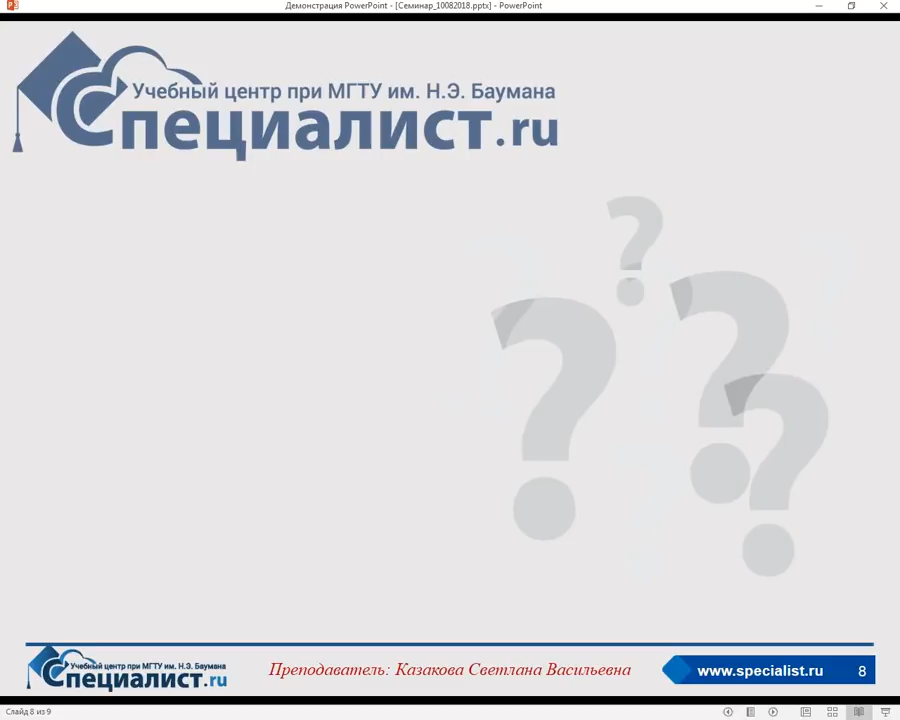 Демонстрация PowerPoint - [Семинар_10082018.pptx] - PowerPoint
Учебный центр при МГТУ им. Н.Э. Баумана
Специалист.ru
? ? ? ?
Учебный центр при МГТУ им. Н.Э. Баумана
Специалист.ru
Преподаватель: Казакова Светлана Васильевна
www.specialist.ru
8
Слайд 8 из 9